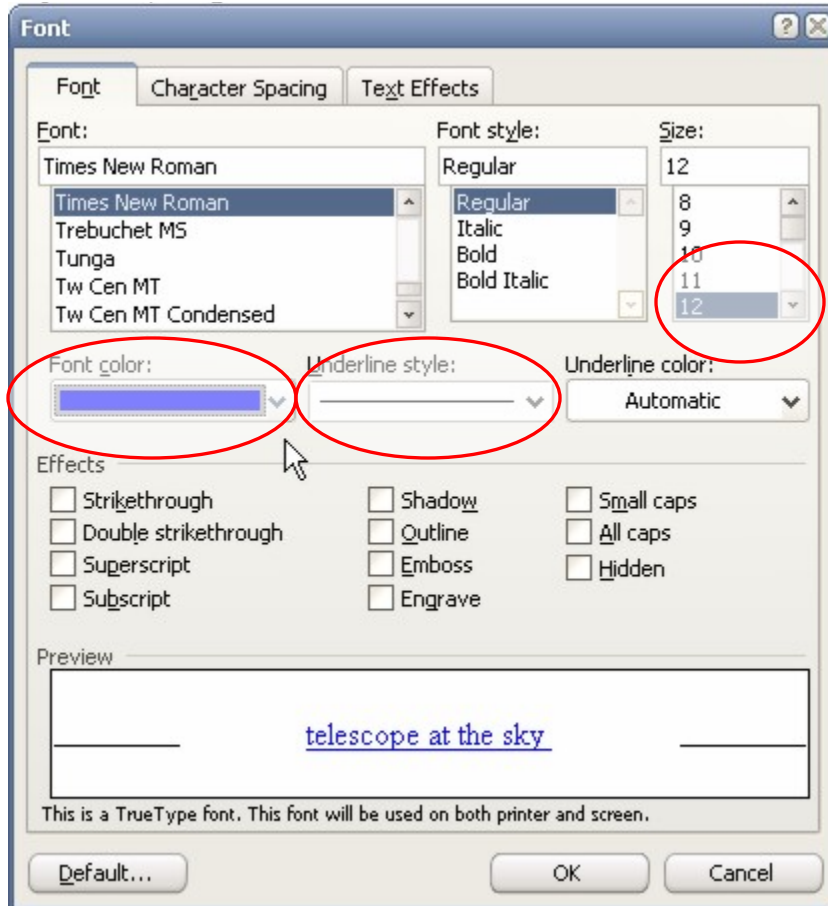 Font
Font Character Spacing Text Effects
Font: Font style: Size:
Times New Roman Regular 12
Times New Roman Regular 8
Trebuchet MS Italic 9
Tunga Bold 10
Tw Cen MT Bold Italic 11
Tw Cen MT Condensed 12
Font color: Underline style: Underline color:
Automatic
Effects
Strikethrough Shadow Small caps
Double strikethrough Outline All caps
Superscript Emboss Hidden
Subscript Engrave
Preview
telescope at the sky
This is a TrueType font. This font will be used on both printer and screen.
Default... OK Cancel